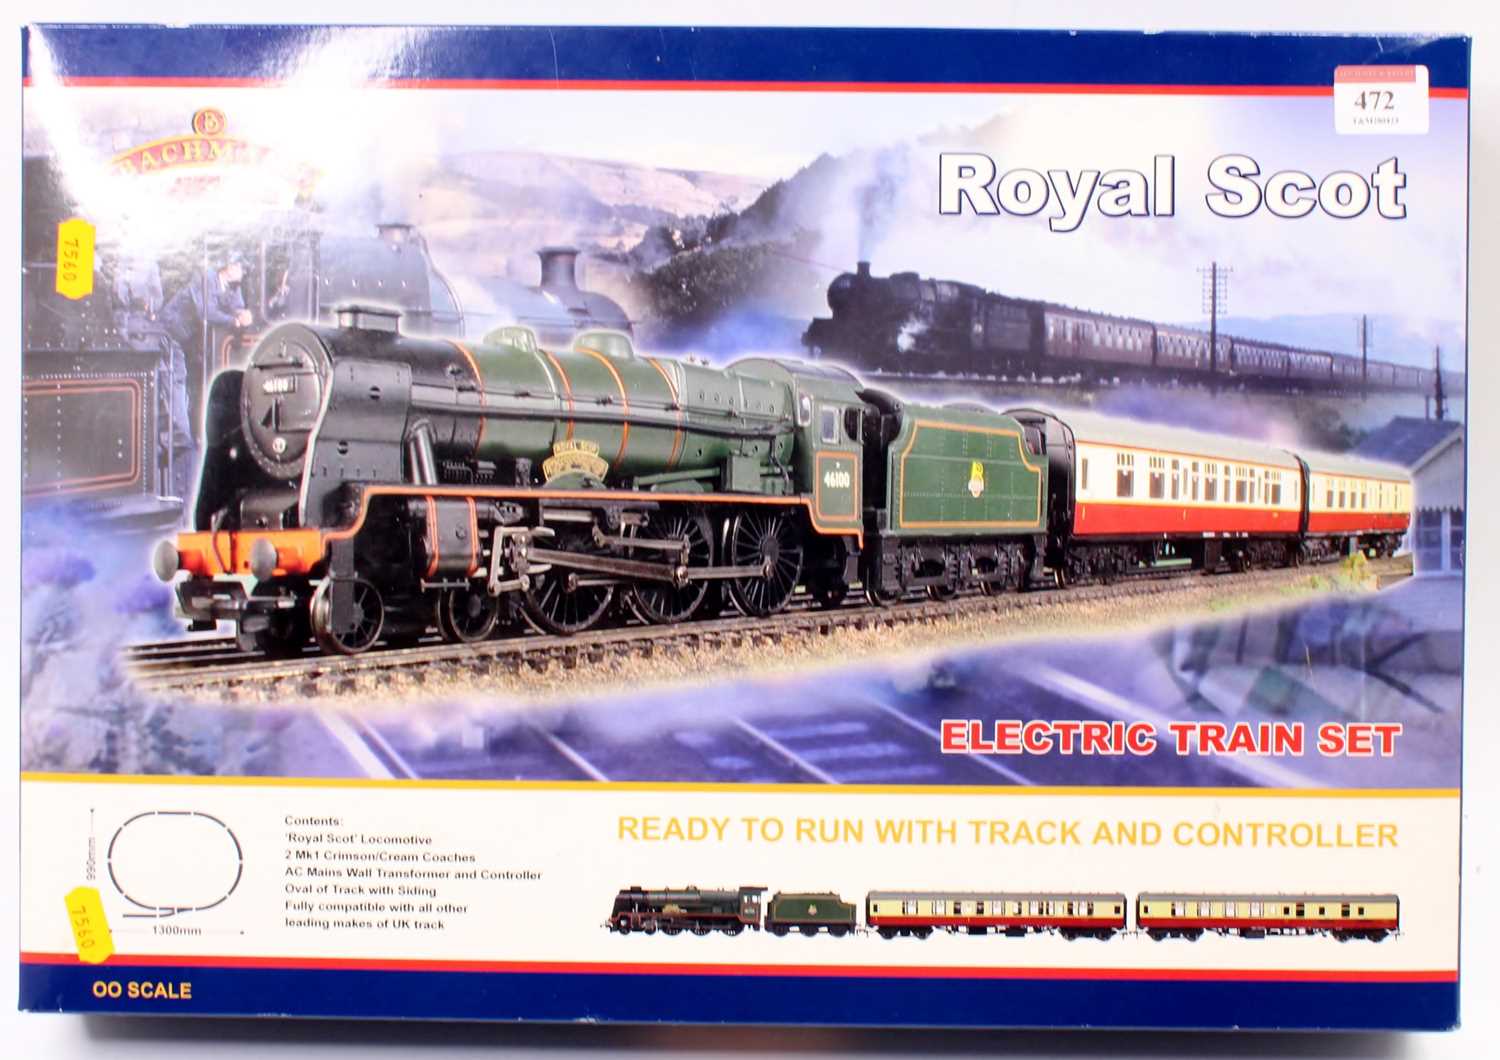 472
Royal Scot
7560
46100
ROYAL SCOT
46100
ELECTRIC TRAIN SET
Contents:
'Royal Scot' Locomotive
2 Mk1 Crimson/Cream Coaches
AC Mains Wall Transformer and Controller
Oval of Track with Siding
Fully compatible with all other
leading makes of UK track
990mm
1300mm
7560
READY TO RUN WITH TRACK AND CONTROLLER
OO SCALE